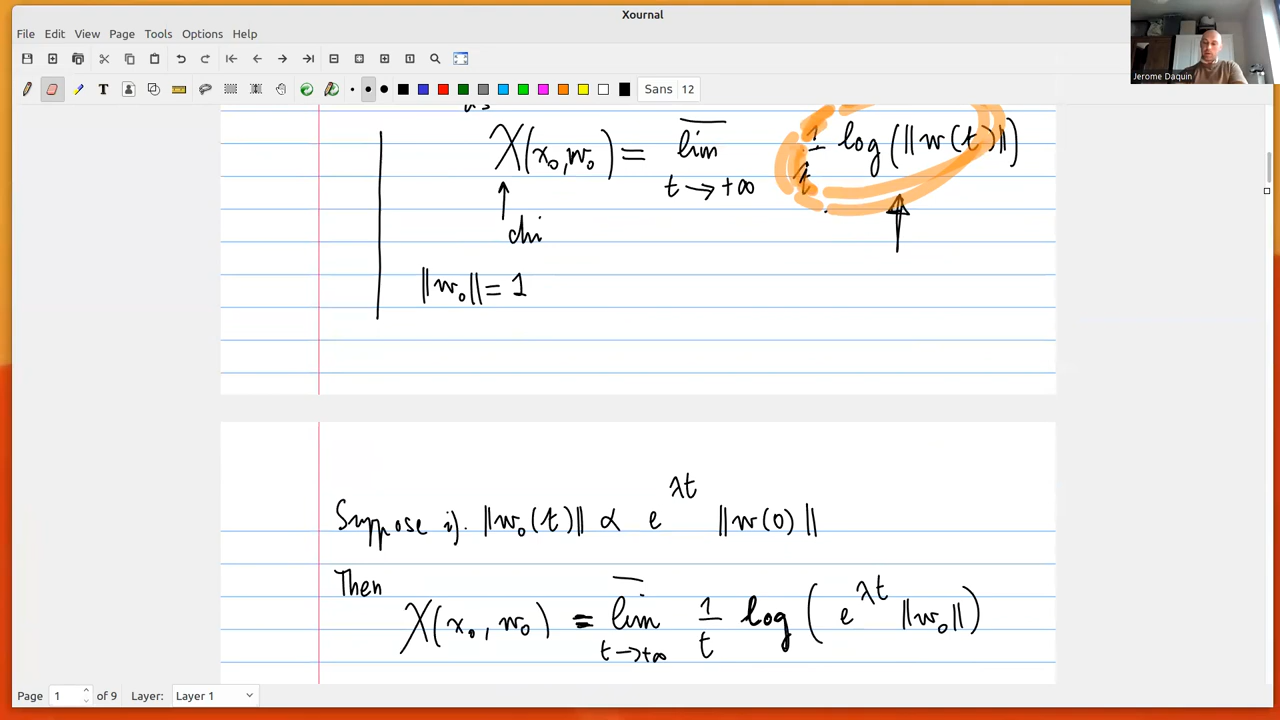 Xournal
File Edit View Page Tools Options Help
Sans 12
Jerome Daquin
χ(x₀, w₀) = lim‾ t→+∞ 1/t log(‖w(t)‖)
chi
‖w₀‖ = 1
Suppose i). ‖w₀(t)‖ ∝ e^{λt} ‖w(0)‖
Then
χ(x₀, w₀) = lim‾ t→+∞ 1/t log(e^{λt} ‖w₀‖)
Page 1 of 9 Layer: Layer 1